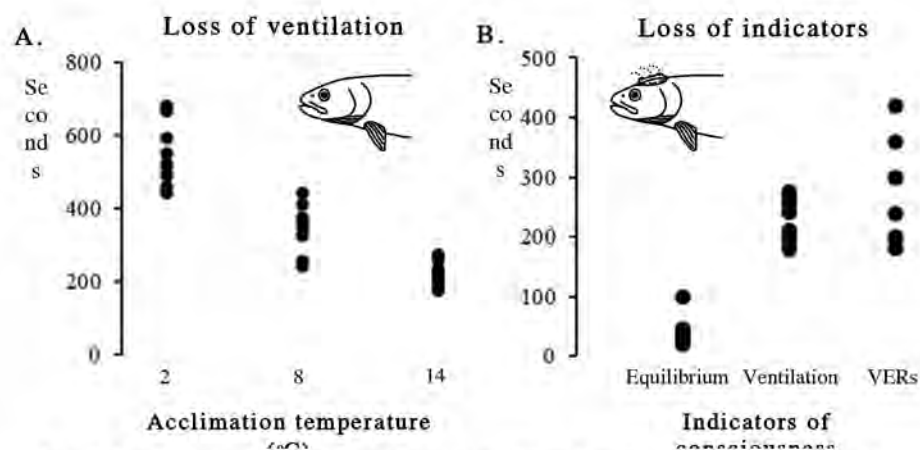 A.
Loss of ventilation
Se
co
nd
s
800
600
400
200
0
2
8
14
Acclimation temperature
(°C)
B.
Loss of indicators
Se
co
nd
s
500
400
300
200
100
0
Equilibrium
Ventilation
VERs
Indicators of
consciousness